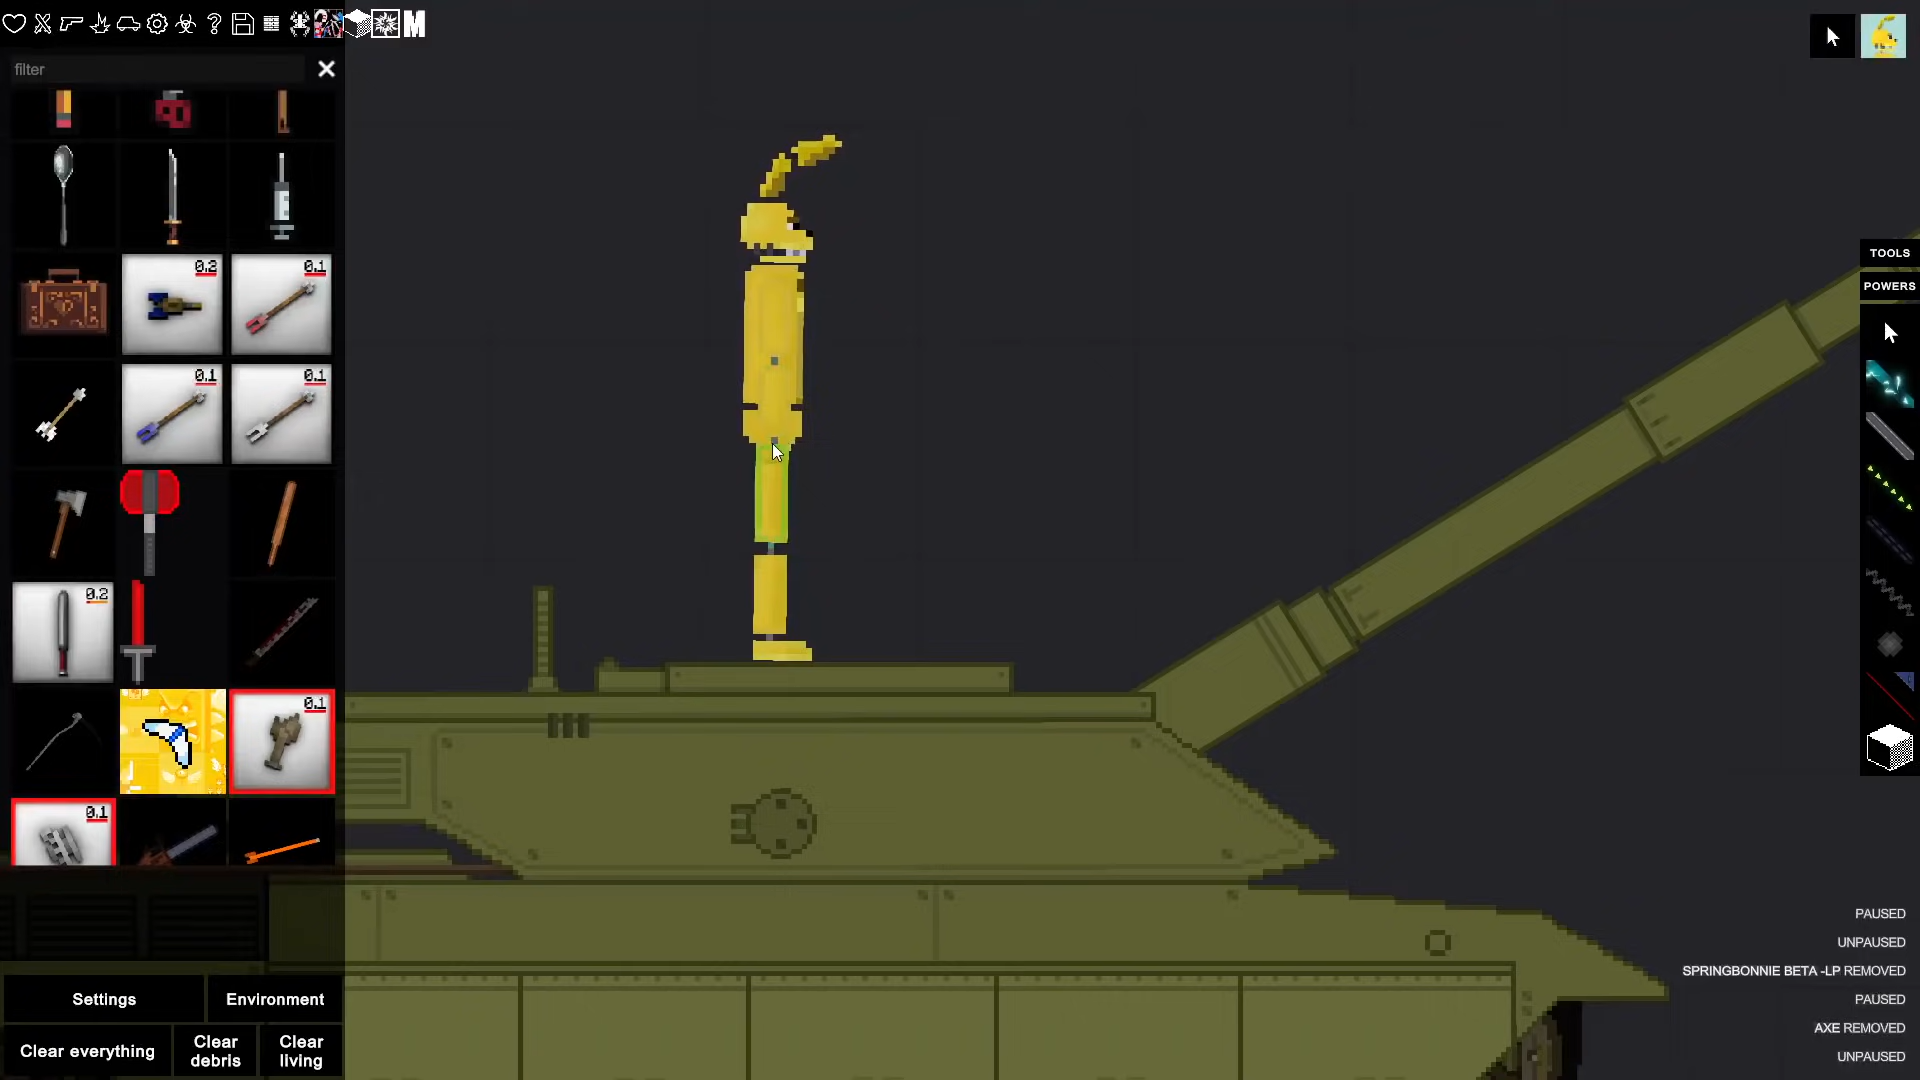 M
filter
0.2
0.1
0.1
0.1
0.2
0.1
0.1
TOOLS
POWERS
PAUSED
UNPAUSED
SPRINGBONNIE BETA -LP REMOVED
PAUSED
AXE REMOVED
UNPAUSED
Settings
Environment
Clear everything
Clear debris
Clear living